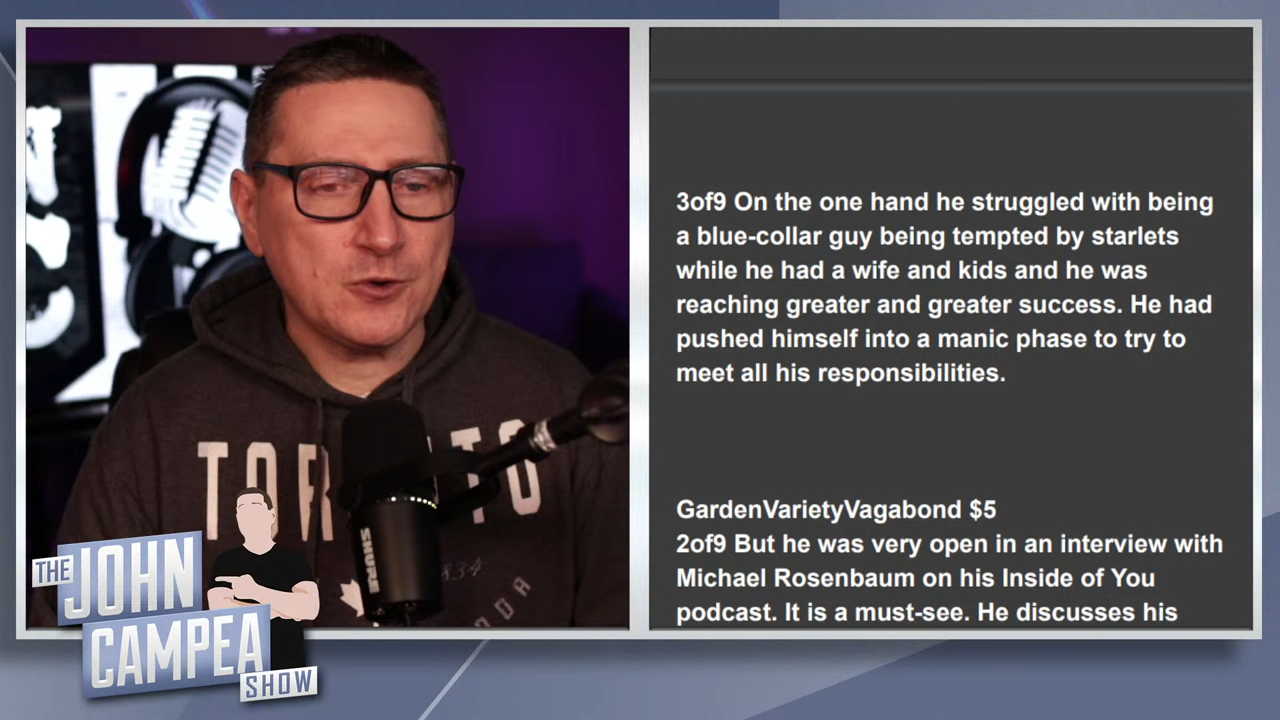 3of9 On the one hand he struggled with being
a blue-collar guy being tempted by starlets
while he had a wife and kids and he was
reaching greater and greater success. He had
pushed himself into a manic phase to try to
meet all his responsibilities.
GardenVarietyVagabond $5
2of9 But he was very open in an interview with
Michael Rosenbaum on his Inside of You
podcast. It is a must-see. He discusses his
SHURE
THE
JOHN
CAMPEA
SHOW